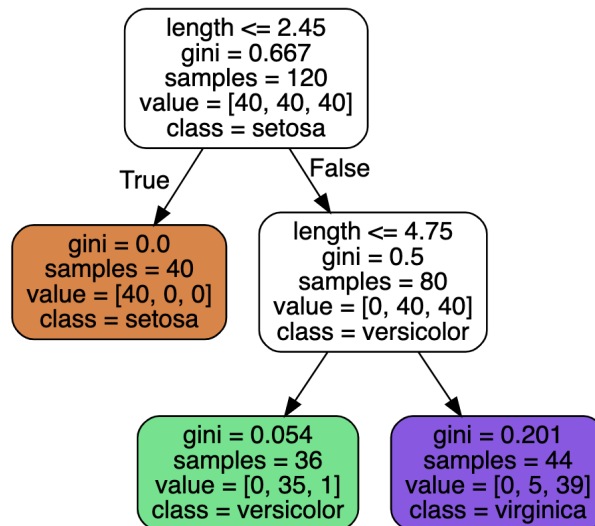 length <= 2.45
gini = 0.667
samples = 120
value = [40, 40, 40]
class = setosa
True
False
gini = 0.0
samples = 40
value = [40, 0, 0]
class = setosa
length <= 4.75
gini = 0.5
samples = 80
value = [0, 40, 40]
class = versicolor
gini = 0.054
samples = 36
value = [0, 35, 1]
class = versicolor
gini = 0.201
samples = 44
value = [0, 5, 39]
class = virginica